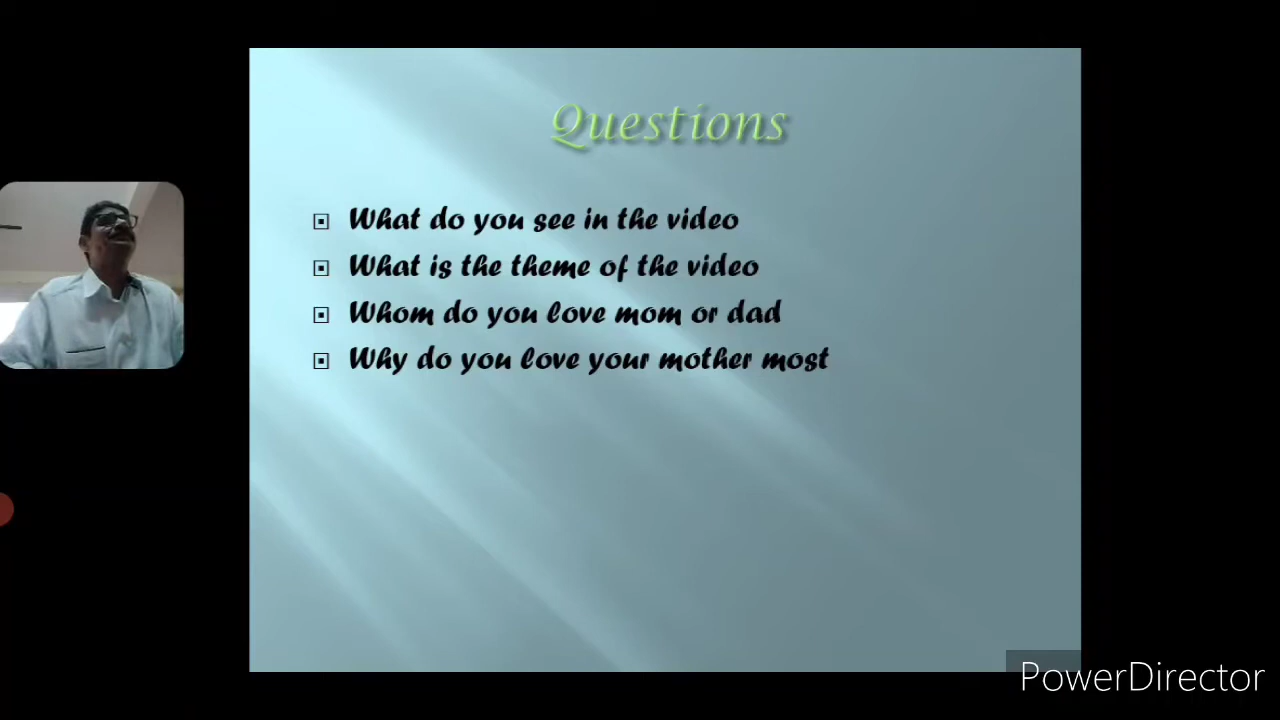 Questions
What do you see in the video
What is the theme of the video
Whom do you love mom or dad
Why do you love your mother most
PowerDirector